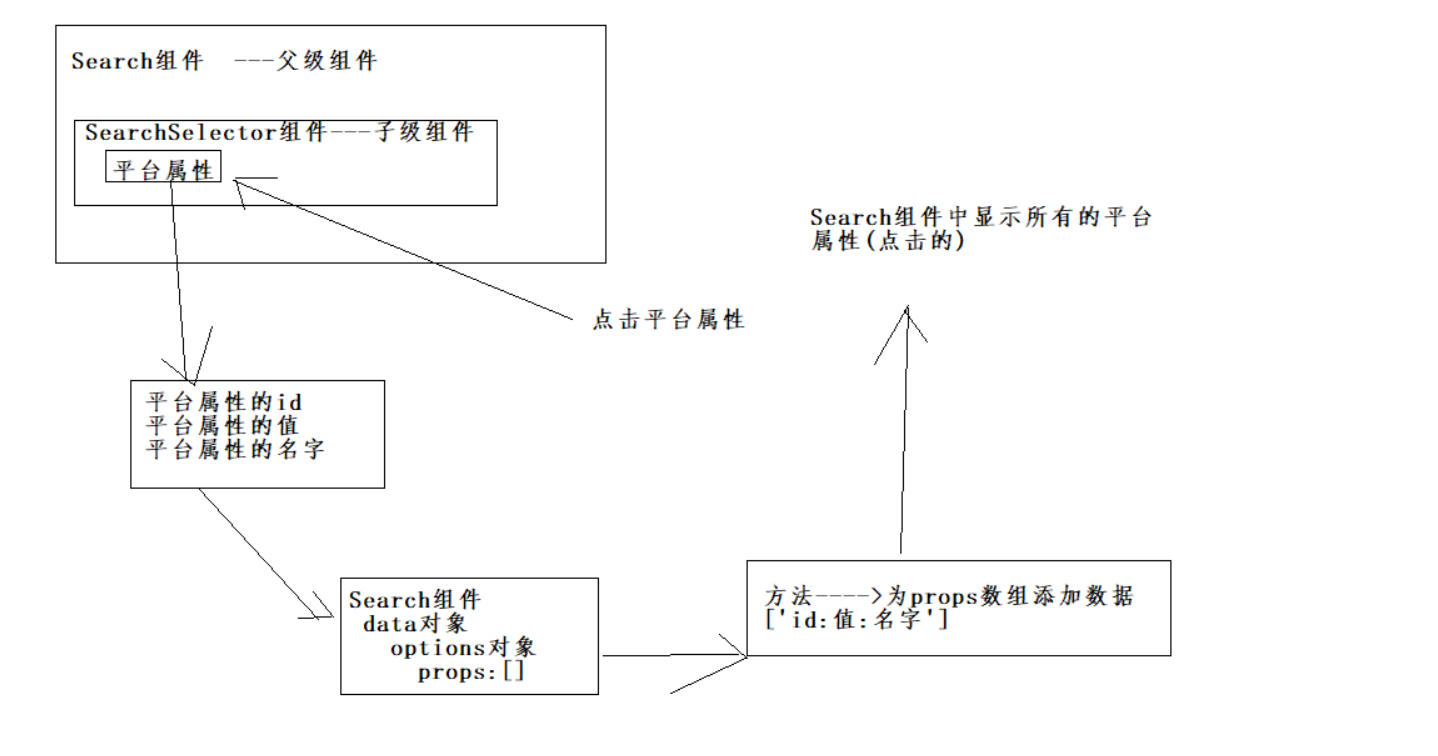 Search组件 ---父级组件
SearchSelector组件---子级组件
平台属性
Search组件中显示所有的平台
属性(点击的)
点击平台属性
平台属性的id
平台属性的值
平台属性的名字
Search组件
data对象
options对象
props:[]
方法---->为props数组添加数据
['id:值:名字']